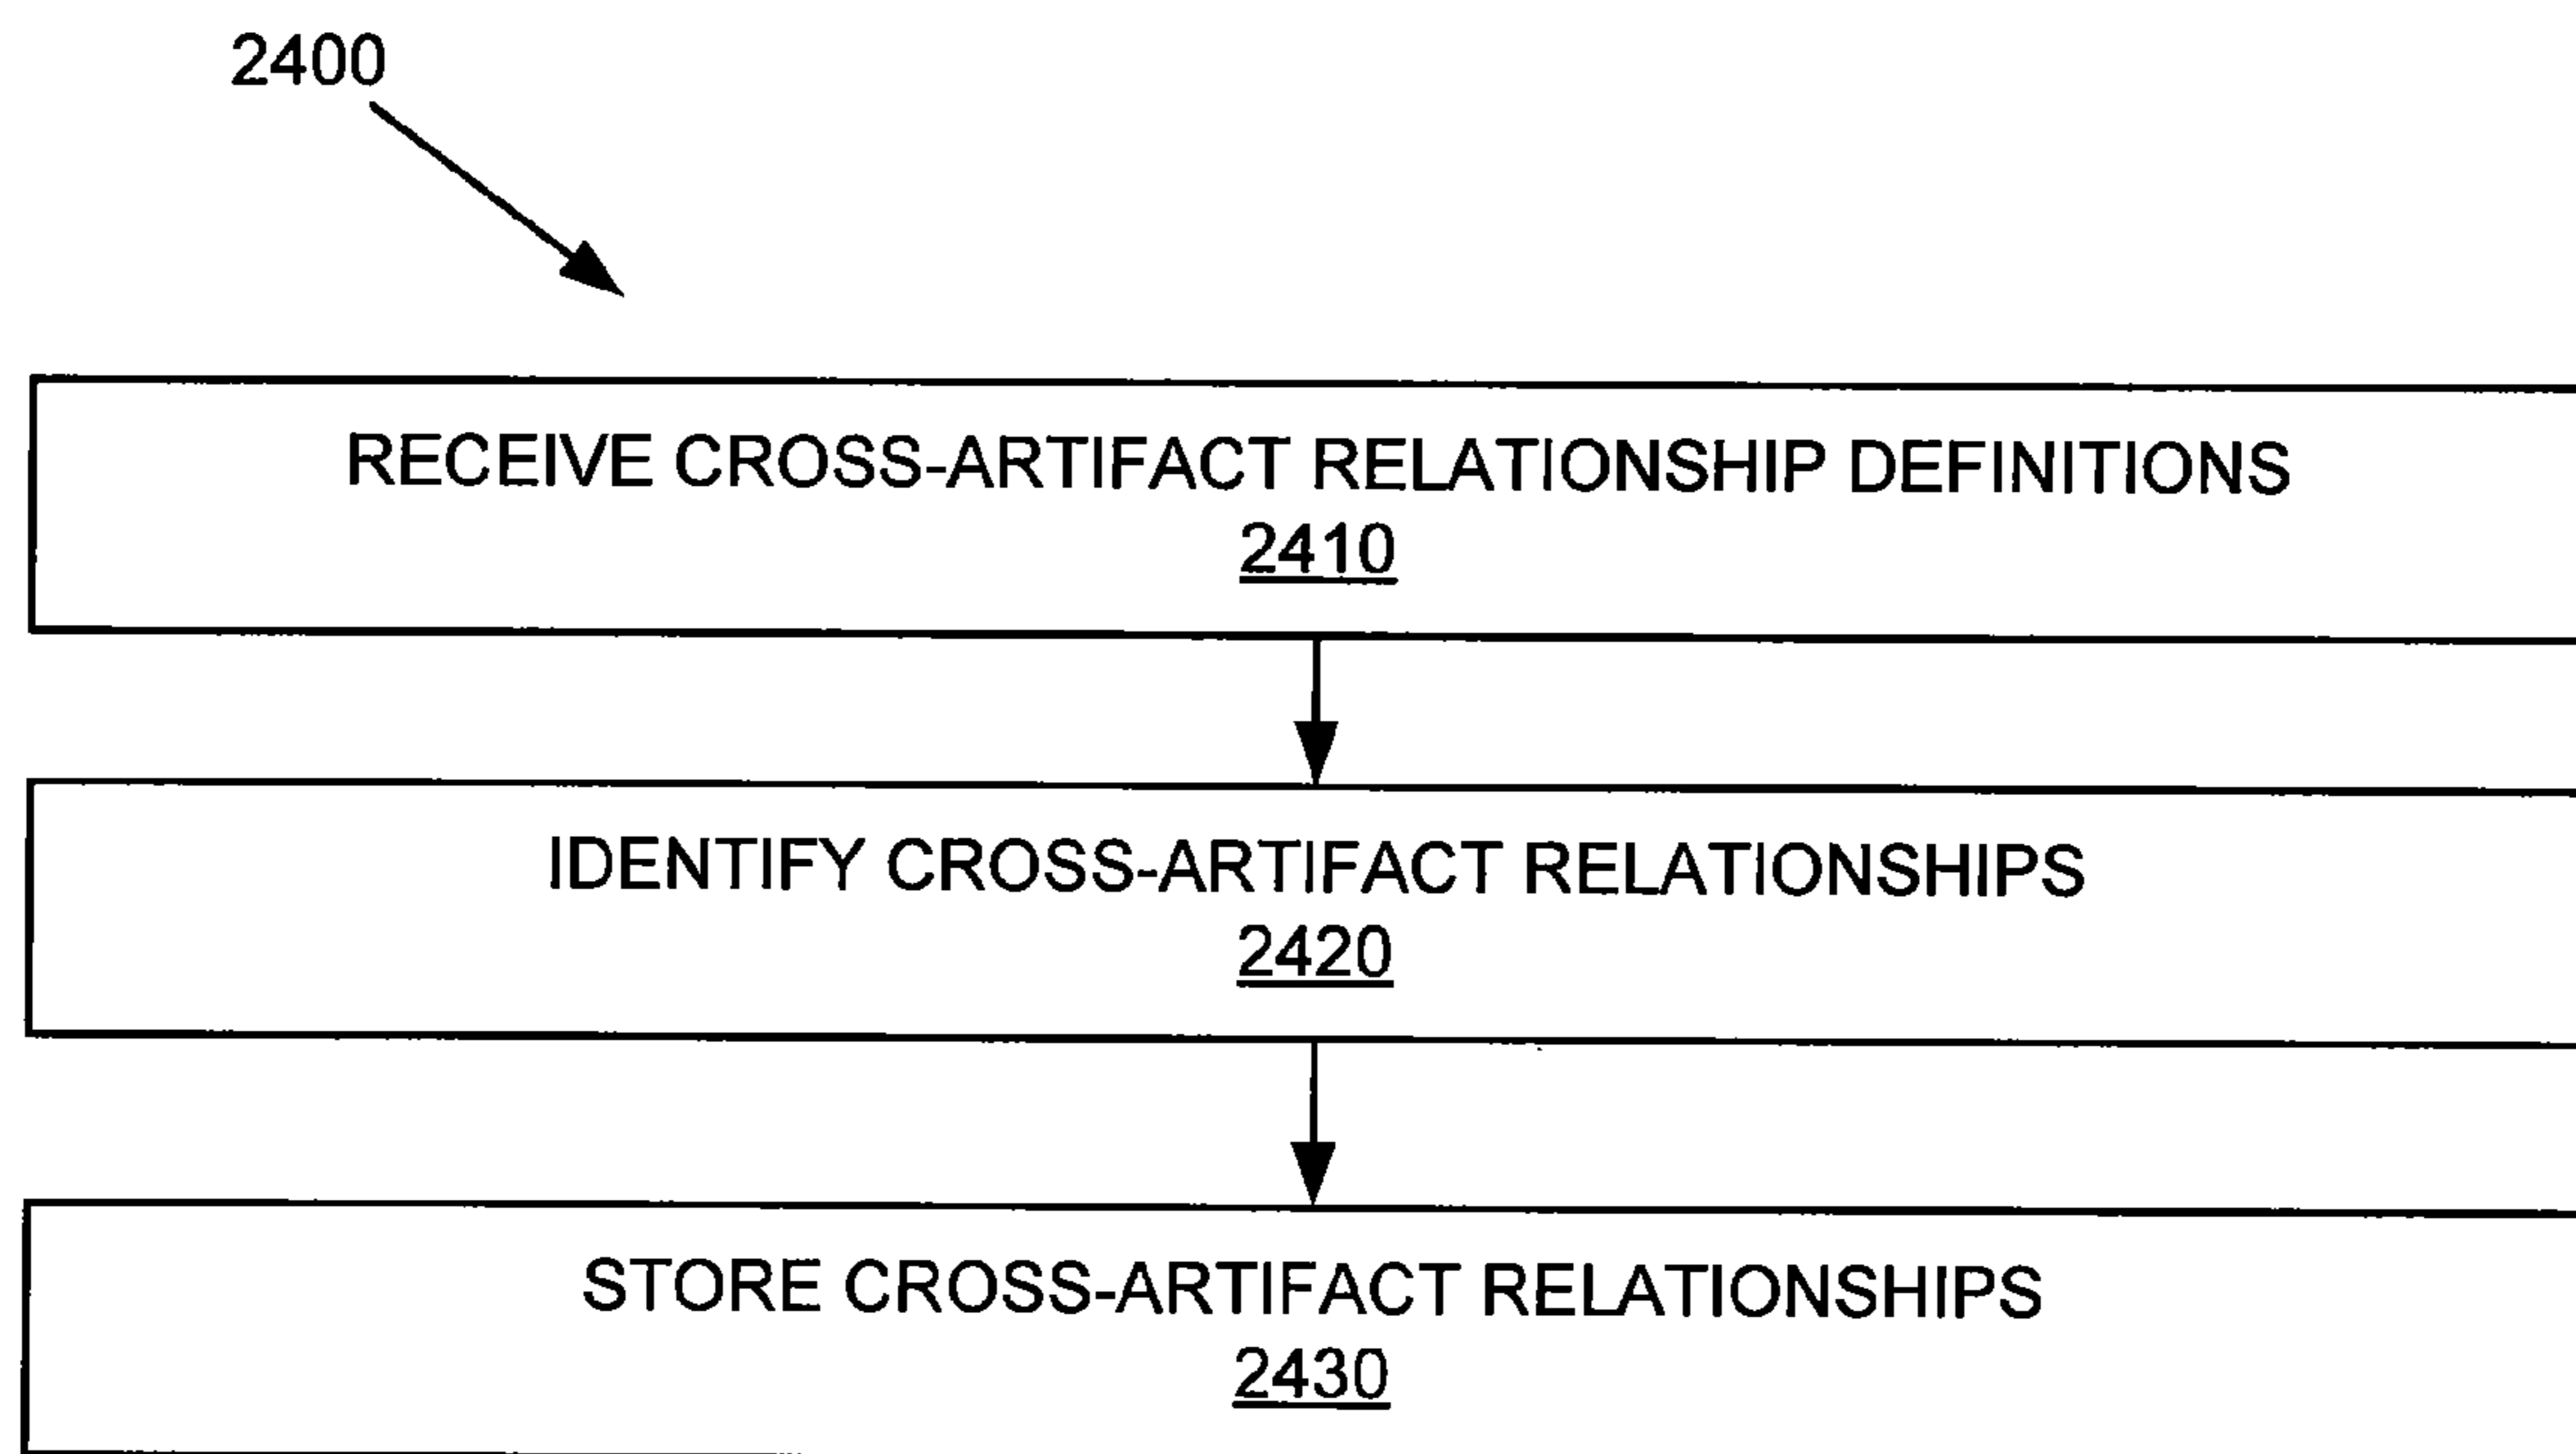 2400
RECEIVE CROSS-ARTIFACT RELATIONSHIP DEFINITIONS
2410
IDENTIFY CROSS-ARTIFACT RELATIONSHIPS
2420
STORE CROSS-ARTIFACT RELATIONSHIPS
2430